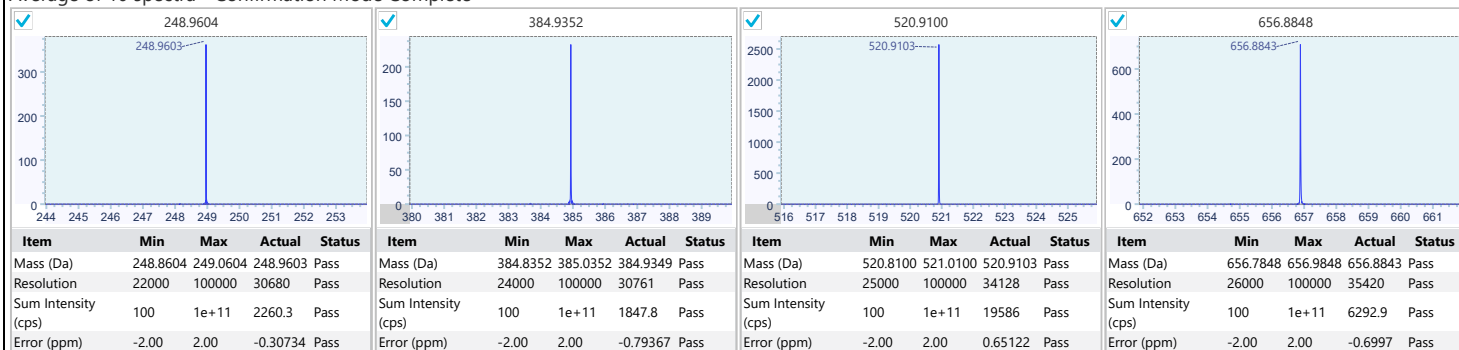 248.9604
248.9603
300
200
100
0
244 245 246 247 248 249 250 251 252 253
Item Min Max Actual Status
Mass (Da) 248.8604 249.0604 248.9603 Pass
Resolution 22000 100000 30680 Pass
Sum Intensity (cps) 100 1e+11 2260.3 Pass
Error (ppm) -2.00 2.00 -0.30734 Pass
384.9352
200
150
100
50
0
380 381 382 383 384 385 386 387 388 389
Item Min Max Actual Status
Mass (Da) 384.8352 385.0352 384.9349 Pass
Resolution 24000 100000 30761 Pass
Sum Intensity (cps) 100 1e+11 1847.8 Pass
Error (ppm) -2.00 2.00 -0.79367 Pass
520.9100
520.9103
2500
2000
1500
1000
500
0
516 517 518 519 520 521 522 523 524 525
Item Min Max Actual Status
Mass (Da) 520.8100 521.0100 520.9103 Pass
Resolution 25000 100000 34128 Pass
Sum Intensity (cps) 100 1e+11 19586 Pass
Error (ppm) -2.00 2.00 0.65122 Pass
656.8848
656.8843
600
400
200
0
652 653 654 655 656 657 658 659 660 661
Item Min Max Actual Status
Mass (Da) 656.7848 656.9848 656.8843 Pass
Resolution 26000 100000 35420 Pass
Sum Intensity (cps) 100 1e+11 6292.9 Pass
Error (ppm) -2.00 2.00 -0.6997 Pass